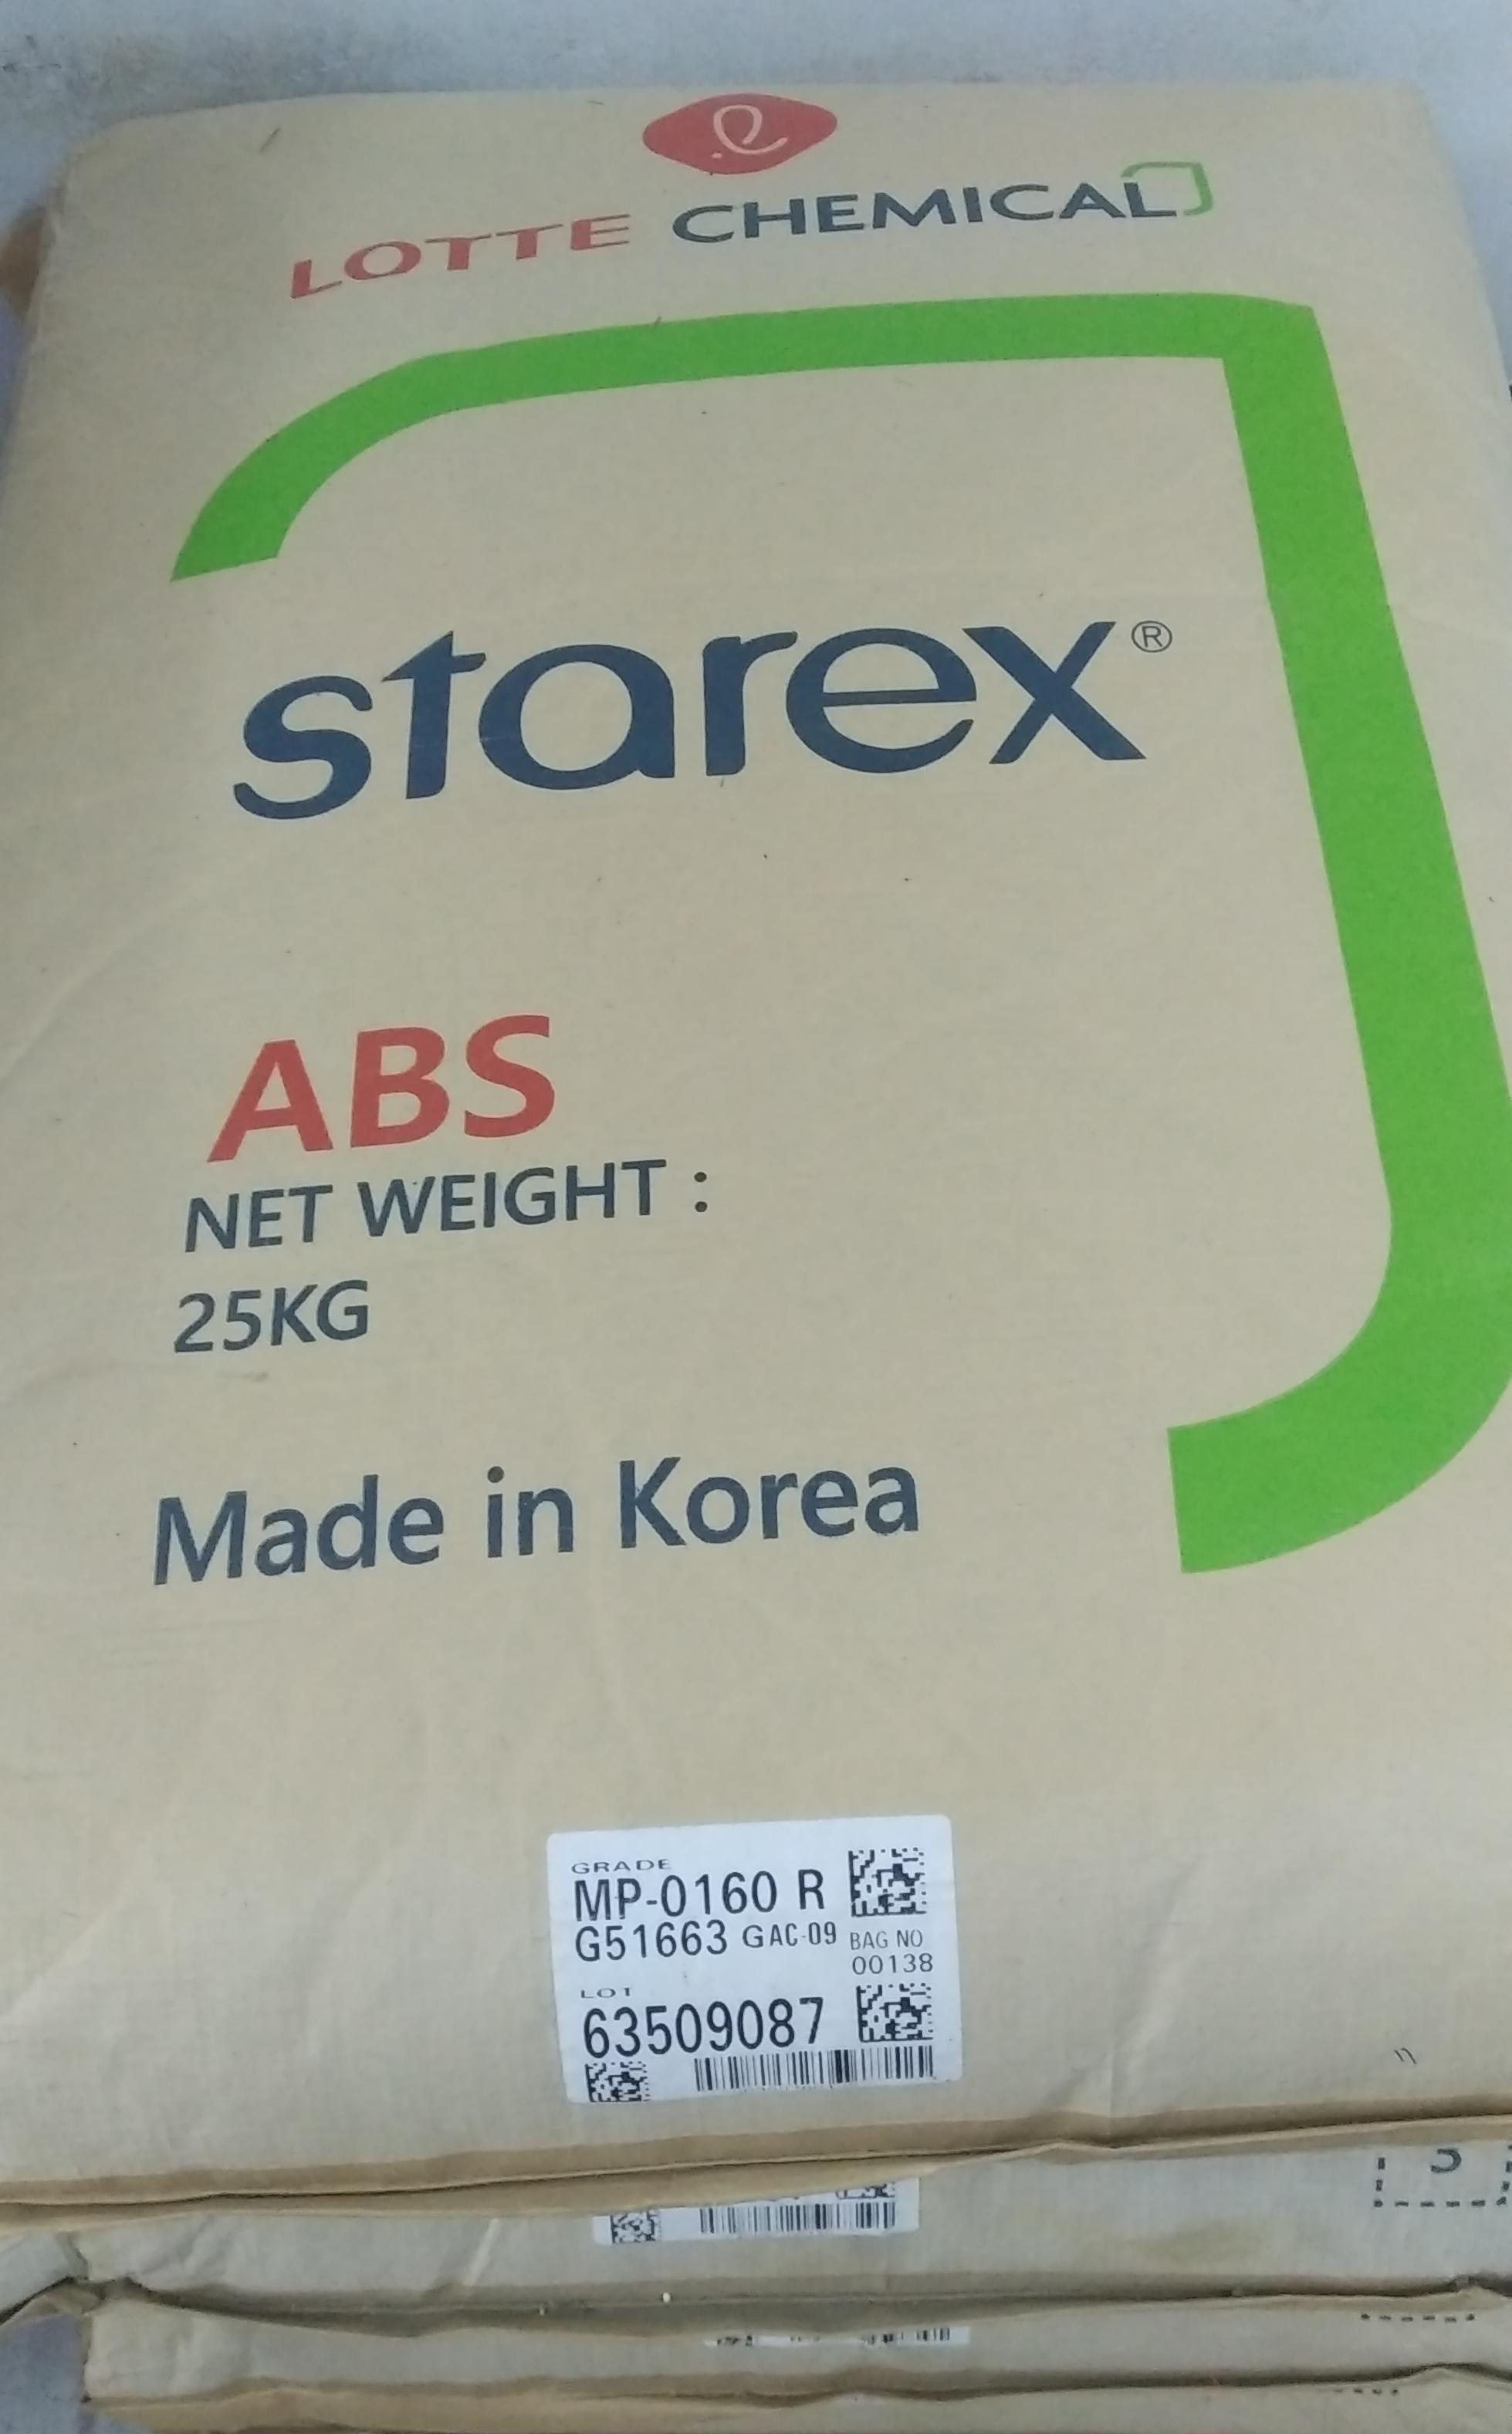 LOTTE CHEMICAL
starex®
ABS
NET WEIGHT :
25KG
Made in Korea
GRADE
MP-0160 R
G51663 GAC-09
BAG NO
00138
LOT
63509087